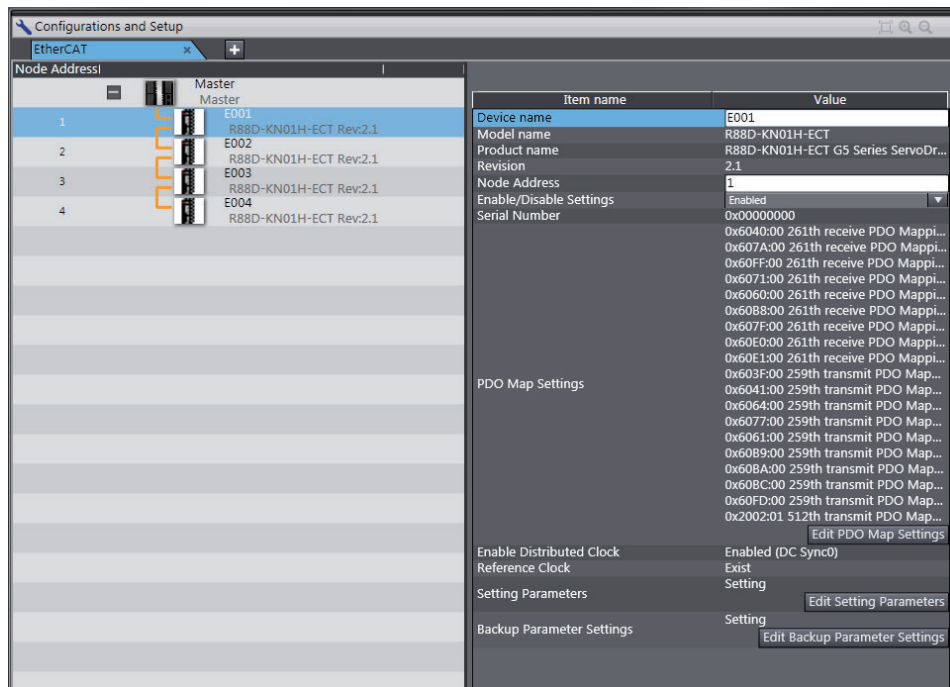 Configurations and Setup
EtherCAT
Node Address
Master
Master
1
E001
R88D-KN01H-ECT Rev:2.1
2
E002
R88D-KN01H-ECT Rev:2.1
3
E003
R88D-KN01H-ECT Rev:2.1
4
E004
R88D-KN01H-ECT Rev:2.1
Item name Value
Device name E001
Model name R88D-KN01H-ECT
Product name R88D-KN01H-ECT G5 Series ServoDr...
Revision 2.1
Node Address 1
Enable/Disable Settings Enabled
Serial Number 0x00000000
PDO Map Settings
0x6040:00 261th receive PDO Mappi...
0x607A:00 261th receive PDO Mappi...
0x60FF:00 261th receive PDO Mappi...
0x6071:00 261th receive PDO Mappi...
0x6060:00 261th receive PDO Mappi...
0x60B8:00 261th receive PDO Mappi...
0x607F:00 261th receive PDO Mappi...
0x60E0:00 261th receive PDO Mappi...
0x60E1:00 261th receive PDO Mappi...
0x603F:00 259th transmit PDO Map...
0x6041:00 259th transmit PDO Map...
0x6064:00 259th transmit PDO Map...
0x6077:00 259th transmit PDO Map...
0x6061:00 259th transmit PDO Map...
0x60B9:00 259th transmit PDO Map...
0x60BA:00 259th transmit PDO Map...
0x60BC:00 259th transmit PDO Map...
0x60FD:00 259th transmit PDO Map...
0x2002:01 512th transmit PDO Map...
Edit PDO Map Settings
Enable Distributed Clock Enabled (DC Sync0)
Reference Clock Exist
Setting Parameters Setting
Edit Setting Parameters
Backup Parameter Settings Setting
Edit Backup Parameter Settings